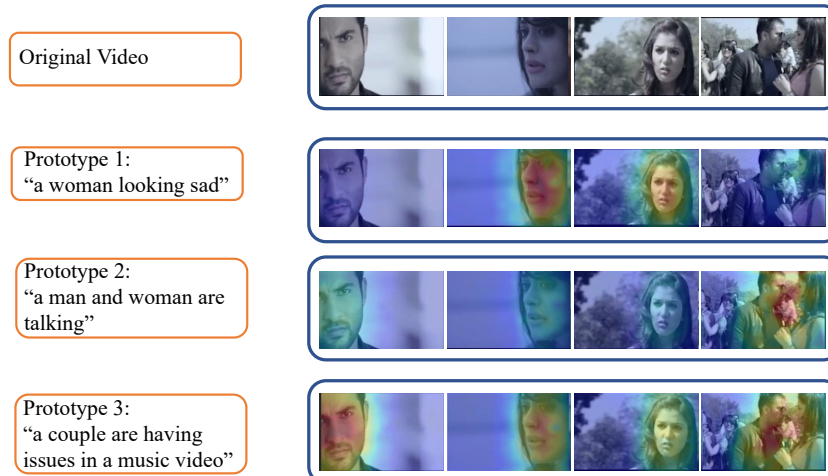 Original Video
Prototype 1:
“a woman looking sad”
Prototype 2:
“a man and woman are
talking”
Prototype 3:
“a couple are having
issues in a music video”